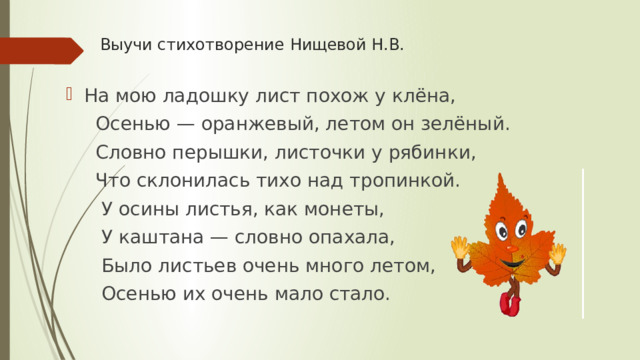 Выучи стихотворение Нищевой Н.В.
На мою ладошку лист похож у клёна,
Осенью — оранжевый, летом он зелёный.
Словно перышки, листочки у рябинки,
Что склонилась тихо над тропинкой.
У осины листья, как монеты,
У каштана — словно опахала,
Было листьев очень много летом,
Осенью их очень мало стало.